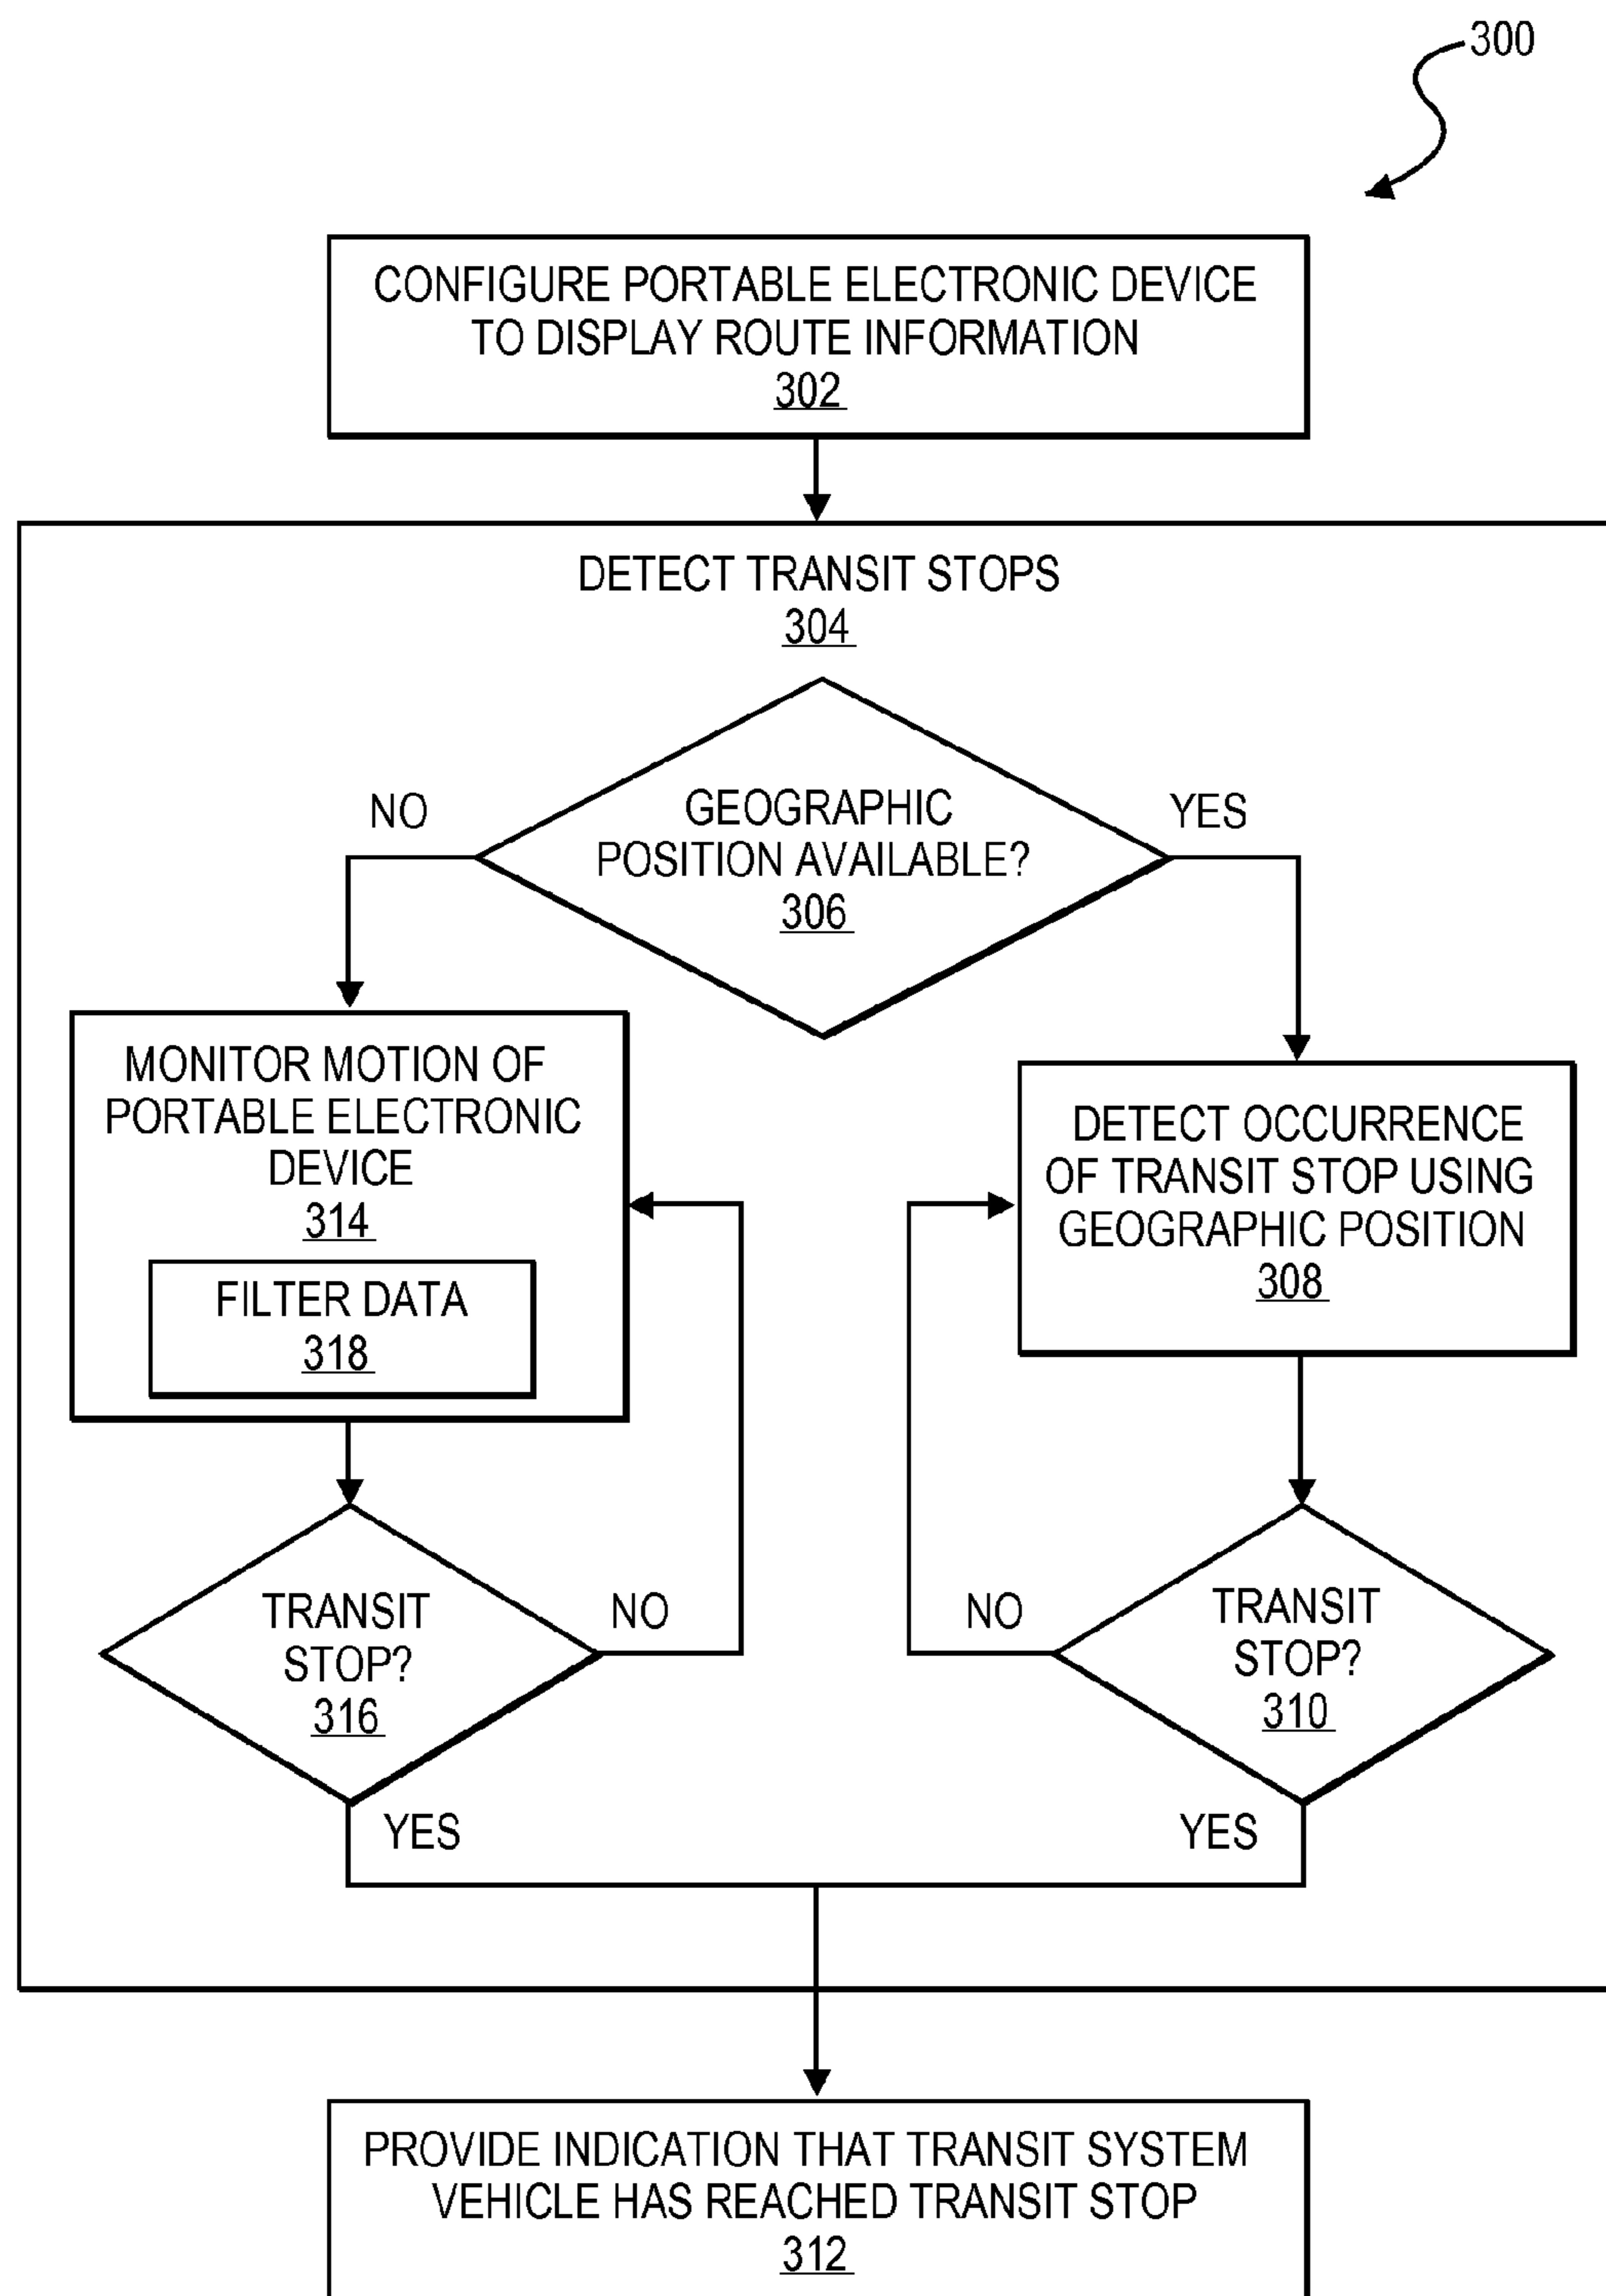 300
CONFIGURE PORTABLE ELECTRONIC DEVICE
TO DISPLAY ROUTE INFORMATION
302
DETECT TRANSIT STOPS
304
NO
GEOGRAPHIC
POSITION AVAILABLE?
306
YES
MONITOR MOTION OF
PORTABLE ELECTRONIC
DEVICE
314
FILTER DATA
318
DETECT OCCURRENCE
OF TRANSIT STOP USING
GEOGRAPHIC POSITION
308
TRANSIT
STOP?
316
NO
NO
TRANSIT
STOP?
310
YES
YES
PROVIDE INDICATION THAT TRANSIT SYSTEM
VEHICLE HAS REACHED TRANSIT STOP
312